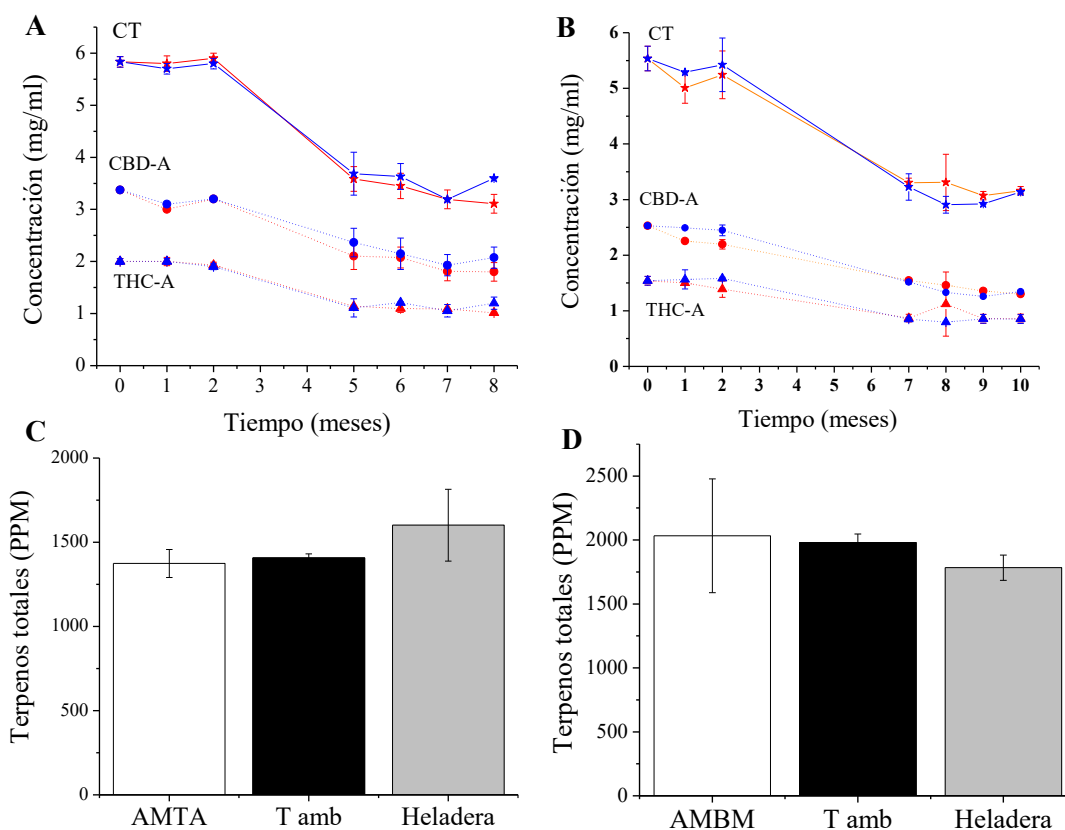 A
CT
CBD-A
THC-A
Concentración (mg/ml)
6
5
4
3
2
1
0
0 1 2 3 4 5 6 7 8
Tiempo (meses)
B
CT
CBD-A
THC-A
Concentración (mg/ml)
6
5
4
3
2
1
0
0 1 2 3 4 5 6 7 8 9 10
Tiempo (meses)
C
Terpenos totales (PPM)
2000
1500
1000
500
0
AMTA T amb Heladera
D
Terpenos totales (PPM)
2500
2000
1500
1000
500
0
AMBM T amb Heladera